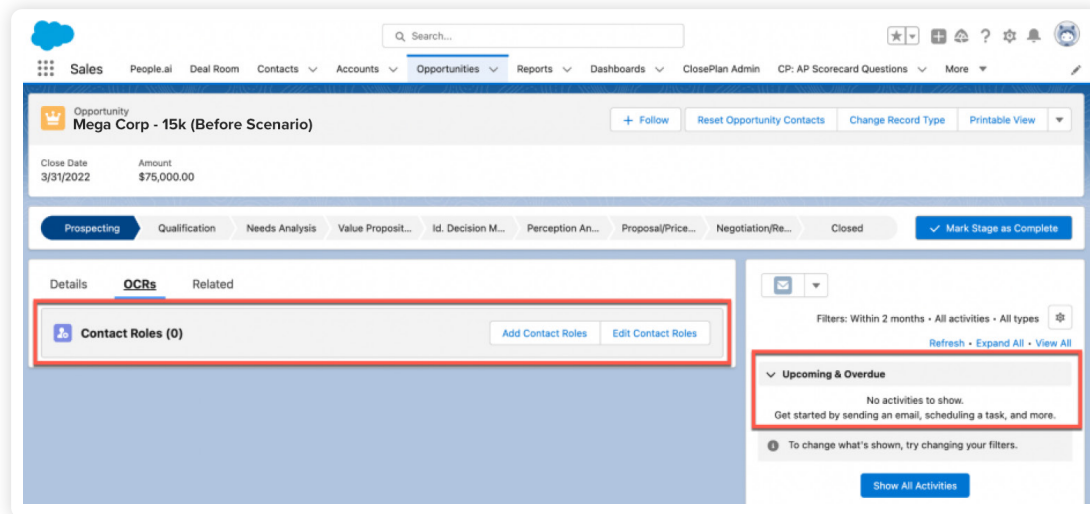 Search...
Sales People.ai Deal Room Contacts Accounts Opportunities Reports Dashboards ClosePlan Admin CP: AP Scorecard Questions More
Opportunity
Mega Corp - 15k (Before Scenario)
+ Follow Reset Opportunity Contacts Change Record Type Printable View
Close Date Amount
3/31/2022 $75,000.00
Prospecting Qualification Needs Analysis Value Proposit... Id. Decision M... Perception An... Proposal/Price... Negotiation/Re... Closed Mark Stage as Complete
Details OCRs Related
Contact Roles (0) Add Contact Roles Edit Contact Roles
Filters: Within 2 months • All activities • All types
Refresh • Expand All • View All
Upcoming & Overdue
No activities to show.
Get started by sending an email, scheduling a task, and more.
To change what's shown, try changing your filters.
Show All Activities